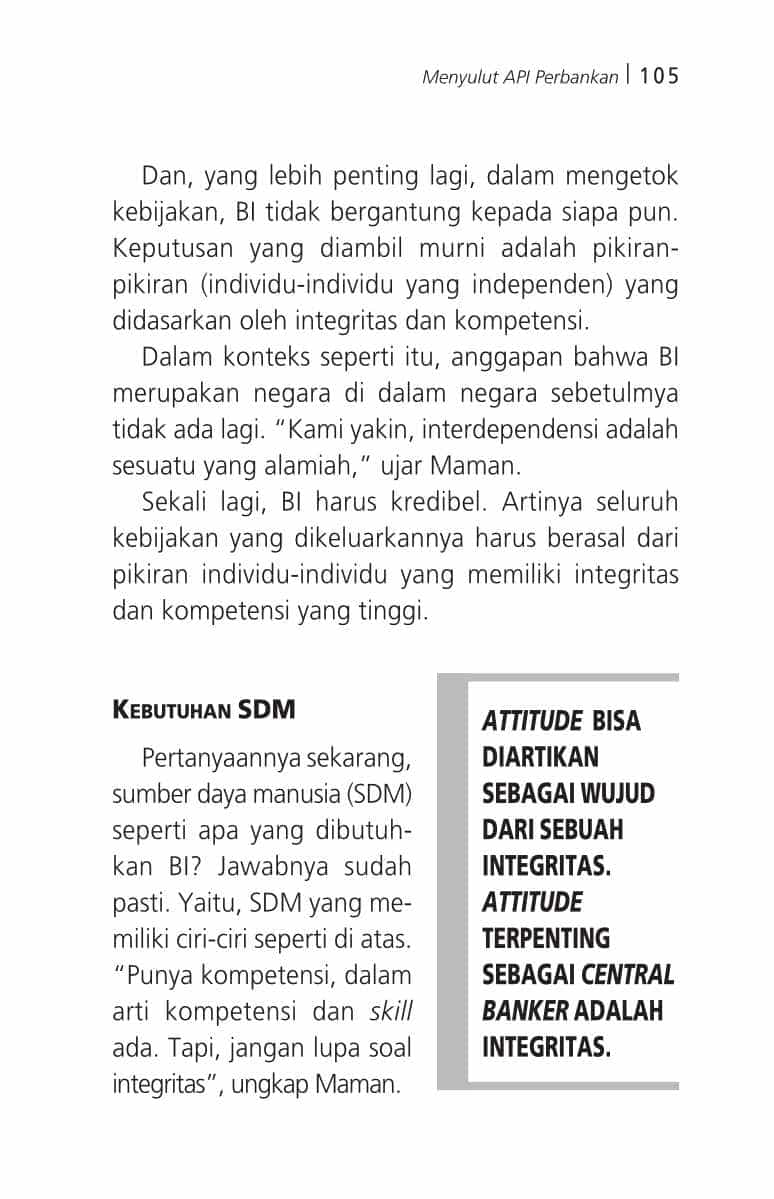 Menyulut API Perbankan | 105
Dan, yang lebih penting lagi, dalam mengetok
kebijakan, BI tidak bergantung kepada siapa pun.
Keputusan yang diambil murni adalah pikiran-
pikiran (individu-individu yang independen) yang
didasarkan oleh integritas dan kompetensi.
Dalam konteks seperti itu, anggapan bahwa BI
merupakan negara di dalam negara sebetulmya
tidak ada lagi. “Kami yakin, interdependensi adalah
sesuatu yang alamiah,” ujar Maman.
Sekali lagi, BI harus kredibel. Artinya seluruh
kebijakan yang dikeluarkannya harus berasal dari
pikiran individu-individu yang memiliki integritas
dan kompetensi yang tinggi.
KEBUTUHAN SDM
Pertanyaannya sekarang,
sumber daya manusia (SDM)
seperti apa yang dibutuh-
kan BI? Jawabnya sudah
pasti. Yaitu, SDM yang me-
miliki ciri-ciri seperti di atas.
“Punya kompetensi, dalam
arti kompetensi dan skill
ada. Tapi, jangan lupa soal
integritas”, ungkap Maman.
ATTITUDE BISA
DIARTIKAN
SEBAGAI WUJUD
DARI SEBUAH
INTEGRITAS.
ATTITUDE
TERPENTING
SEBAGAI CENTRAL
BANKER ADALAH
INTEGRITAS.